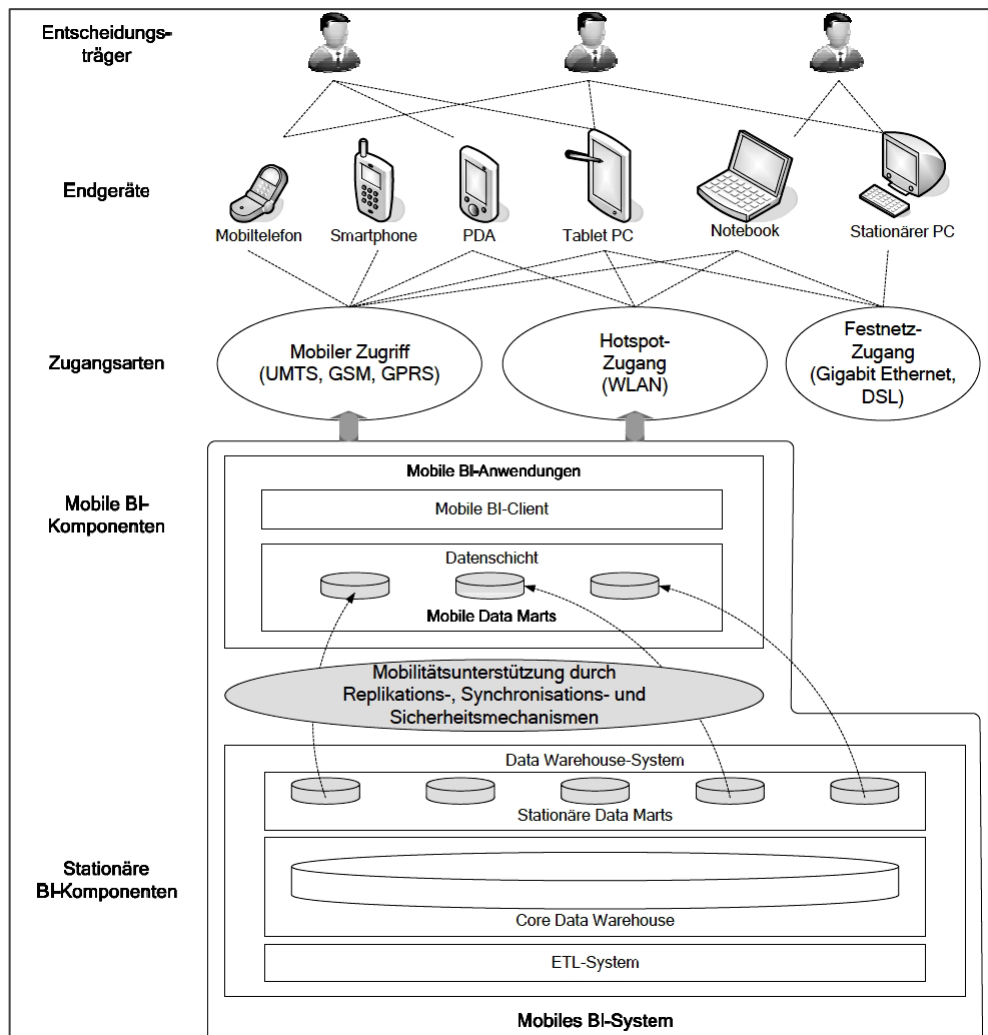 Entscheidungs-
träger
Endgeräte
Mobiltelefon
Smartphone
PDA
Tablet PC
Notebook
Stationärer PC
Zugangsarten
Mobiler Zugriff
(UMTS, GSM, GPRS)
Hotspot-
Zugang
(WLAN)
Festnetz-
Zugang
(Gigabit Ethernet,
DSL)
Mobile BI-
Komponenten
Mobile BI-Anwendungen
Mobile BI-Client
Datenschicht
Mobile Data Marts
Mobilitätsunterstützung durch
Replikations-, Synchronisations- und
Sicherheitsmechanismen
Stationäre
BI-Komponenten
Data Warehouse-System
Stationäre Data Marts
Core Data Warehouse
ETL-System
Mobiles BI-System